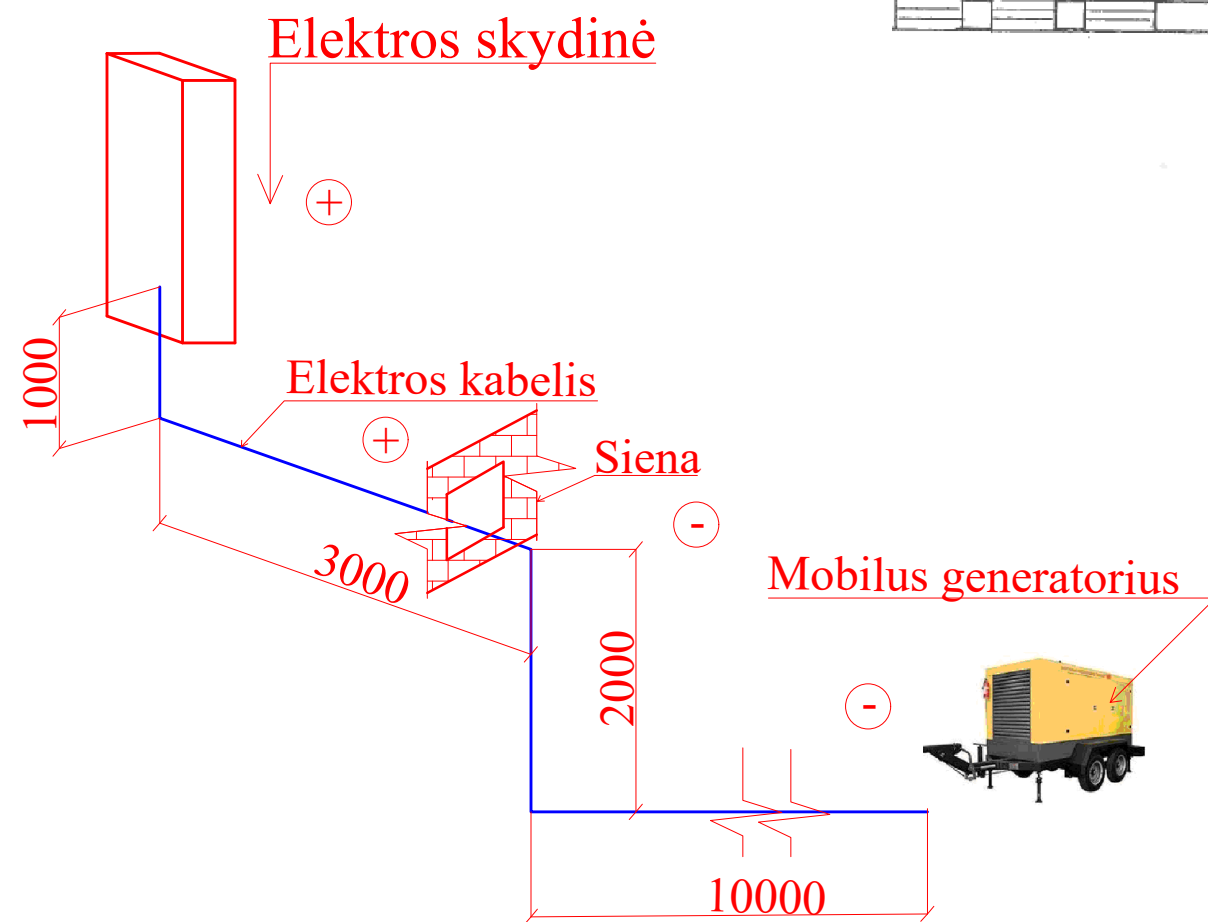 Elektros skydinė
+
1000
Elektros kabelis
+
Siena
-
3000
Mobilus generatorius
2000
-
10000